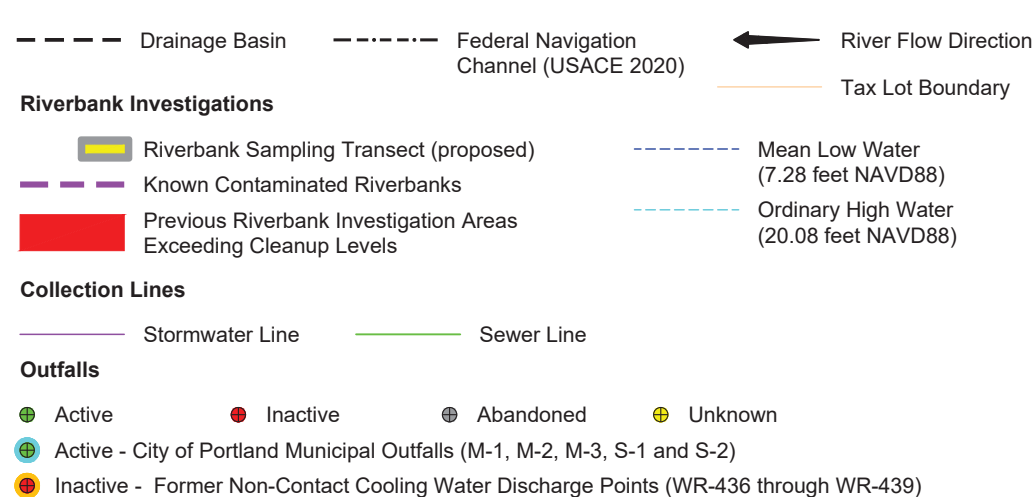 Drainage Basin
Federal Navigation
Channel (USACE 2020)
River Flow Direction
Tax Lot Boundary
Riverbank Investigations
Riverbank Sampling Transect (proposed)
Known Contaminated Riverbanks
Previous Riverbank Investigation Areas
Exceeding Cleanup Levels
Mean Low Water
(7.28 feet NAVD88)
Ordinary High Water
(20.08 feet NAVD88)
Collection Lines
Stormwater Line
Sewer Line
Outfalls
Active
Inactive
Abandoned
Unknown
Active - City of Portland Municipal Outfalls (M-1, M-2, M-3, S-1 and S-2)
Inactive - Former Non-Contact Cooling Water Discharge Points (WR-436 through WR-439)